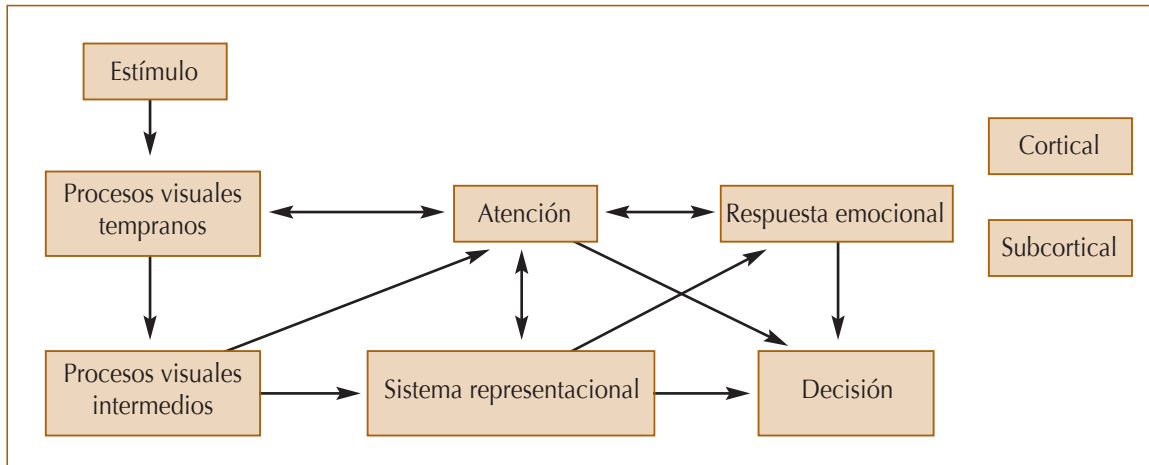 Estímulo
Cortical
Procesos visuales
tempranos
Atención
Respuesta emocional
Subcortical
Procesos visuales
intermedios
Sistema representacional
Decisión